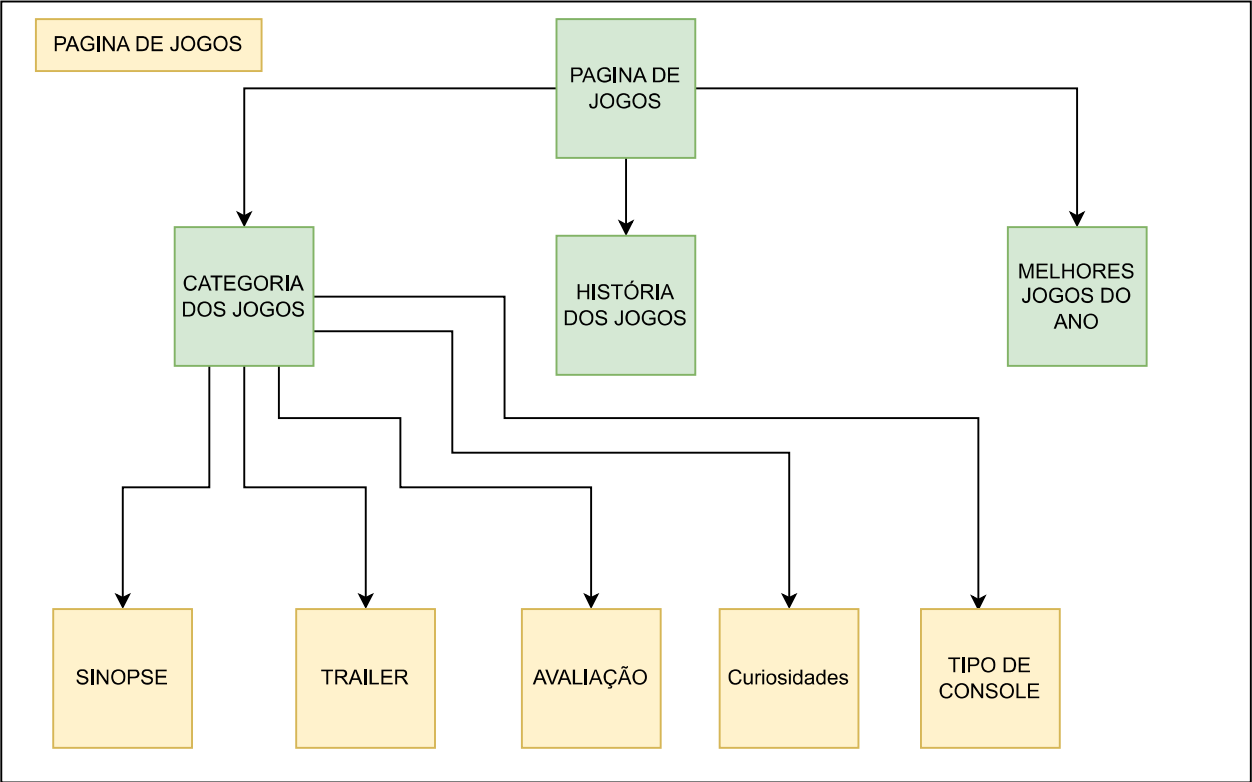 PAGINA DE JOGOS
PAGINA DE
JOGOS
CATEGORIA
DOS JOGOS
HISTÓRIA
DOS JOGOS
MELHORES
JOGOS DO
ANO
SINOPSE
TRAILER
AVALIAÇÃO
Curiosidades
TIPO DE
CONSOLE